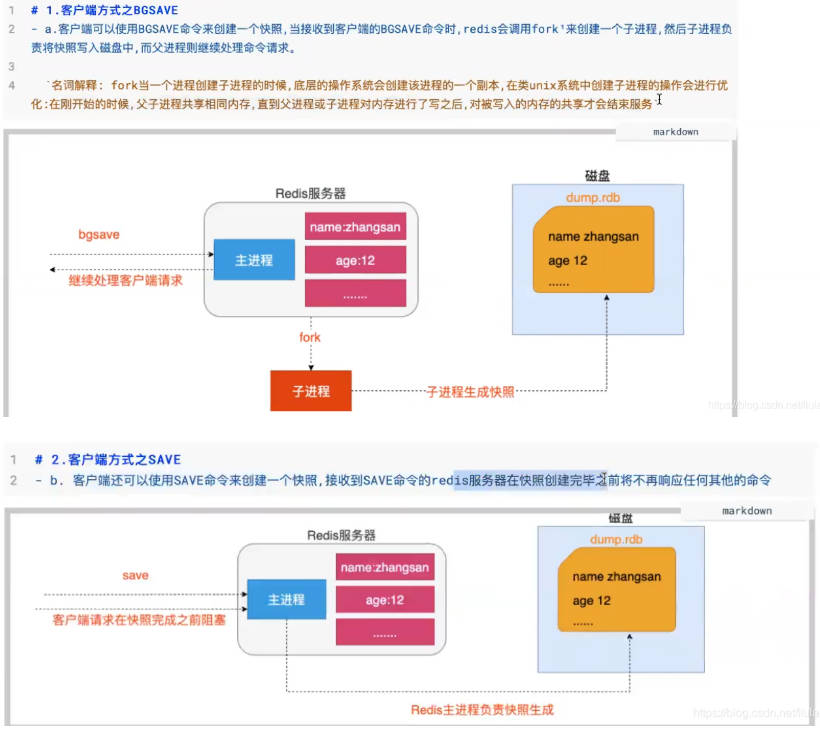 1 # 1.客户端方式之BGSAVE
2 - a.客户端可以使用BGSAVE命令来创建一个快照,当接收到客户端的BGSAVE命令时,redis会调用fork¹来创建一个子进程,然后子进程负
责将快照写入磁盘中,而父进程则继续处理命令请求。
3
4 `名词解释: fork当一个进程创建子进程的时候,底层的操作系统会创建该进程的一个副本,在类unix系统中创建子进程的操作会进行优
化:在刚开始的时候,父子进程共享相同内存,直到父进程或子进程对内存进行了写之后,对被写入的内存的共享才会结束服务`
markdown
Redis服务器
磁盘
bgsave
继续处理客户端请求
主进程
name:zhangsan
age:12
.......
dump.rdb
name zhangsan
age 12
......
fork
子进程
子进程生成快照
1 # 2.客户端方式之SAVE
2 - b. 客户端还可以使用SAVE命令来创建一个快照,接收到SAVE命令的redis服务器在快照创建完毕之前将不再响应任何其他的命令
markdown
Redis服务器
磁盘
save
客户端请求在快照完成之前阻塞
主进程
name:zhangsan
age:12
.......
dump.rdb
name zhangsan
age 12
......
Redis主进程负责快照生成